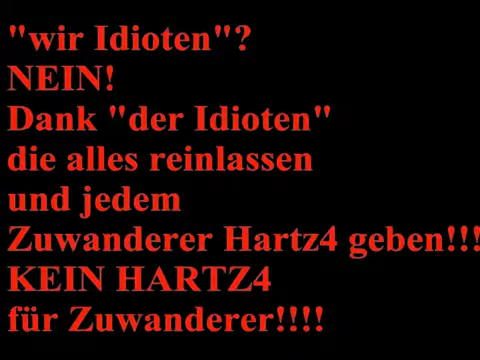 "wir Idioten"?
NEIN!
Dank "der Idioten"
die alles reinlassen
und jedem
Zuwanderer Hartz4 geben!!!
KEIN HARTZ4
für Zuwanderer!!!!